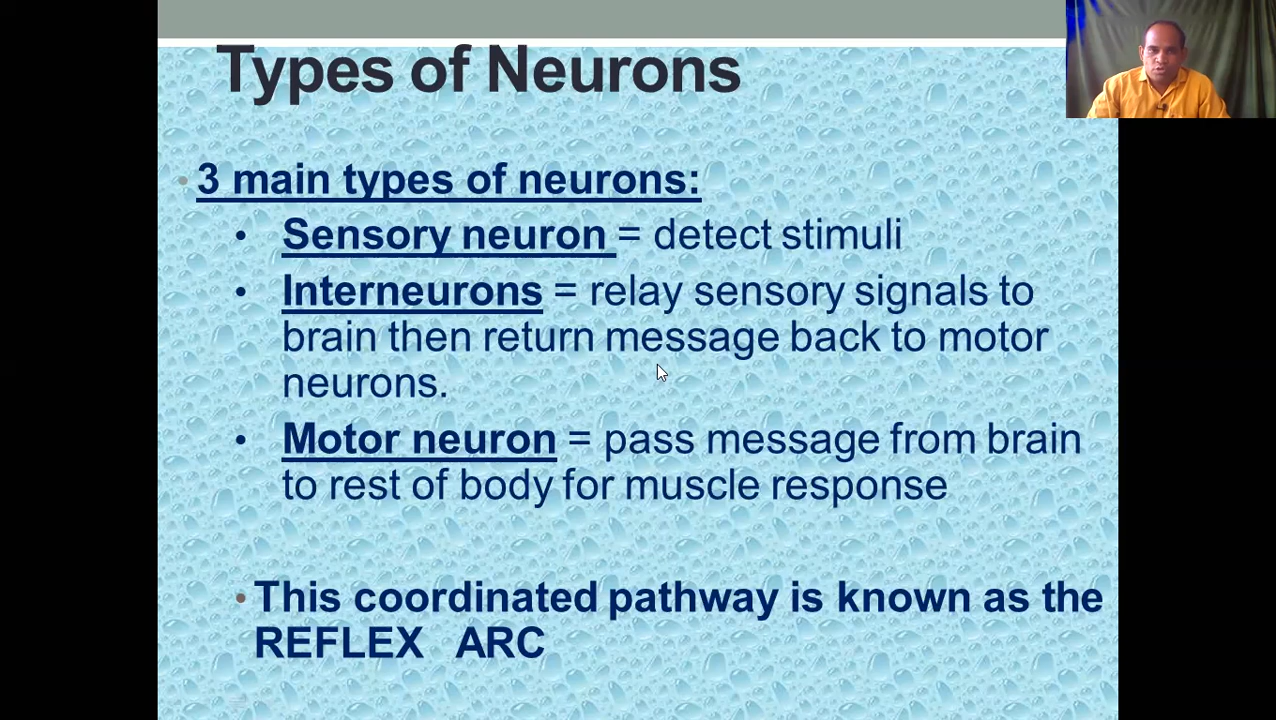 Types of Neurons
• 3 main types of neurons:
• Sensory neuron = detect stimuli
• Interneurons = relay sensory signals to
brain then return message back to motor
neurons.
• Motor neuron = pass message from brain
to rest of body for muscle response
• This coordinated pathway is known as the
REFLEX ARC